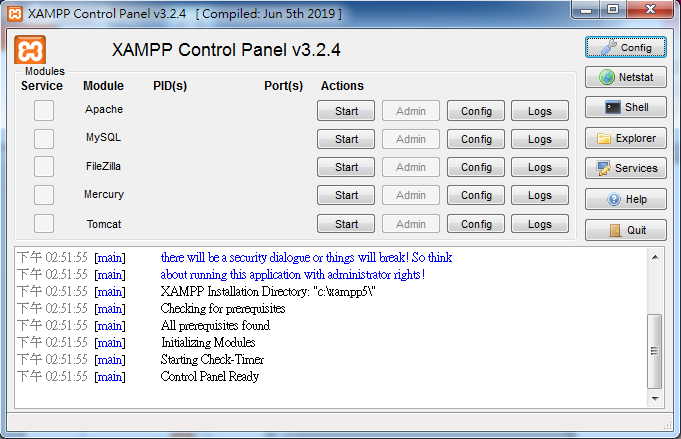 XAMPP Control Panel v3.2.4 [ Compiled: Jun 5th 2019 ]
XAMPP Control Panel v3.2.4
Config
Modules
Service Module PID(s) Port(s) Actions
Netstat
Apache Start Admin Config Logs
Shell
MySQL Start Admin Config Logs
Explorer
FileZilla Start Admin Config Logs
Services
Mercury Start Admin Config Logs
Help
Tomcat Start Admin Config Logs
Quit
下午 02:51:55 [main] there will be a security dialogue or things will break! So think
下午 02:51:55 [main] about running this application with administrator rights!
下午 02:51:55 [main] XAMPP Installation Directory: "c:\xampp5\"
下午 02:51:55 [main] Checking for prerequisites
下午 02:51:55 [main] All prerequisites found
下午 02:51:55 [main] Initializing Modules
下午 02:51:55 [main] Starting Check-Timer
下午 02:51:55 [main] Control Panel Ready